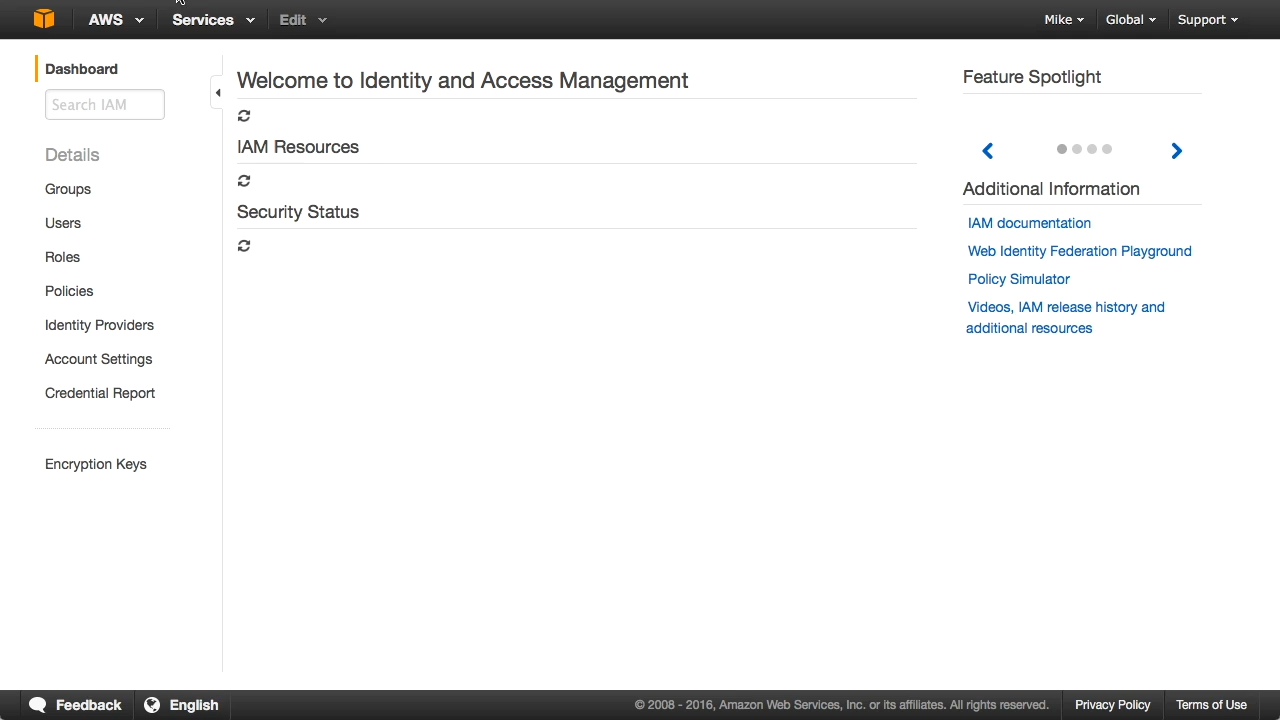 AWS Services Edit Mike Global Support
Dashboard
Search IAM
Details
Groups
Users
Roles
Policies
Identity Providers
Account Settings
Credential Report
Encryption Keys
Welcome to Identity and Access Management
IAM Resources
Security Status
Feature Spotlight
Additional Information
IAM documentation
Web Identity Federation Playground
Policy Simulator
Videos, IAM release history and
additional resources
Feedback English © 2008 - 2016, Amazon Web Services, Inc. or its affiliates. All rights reserved. Privacy Policy Terms of Use